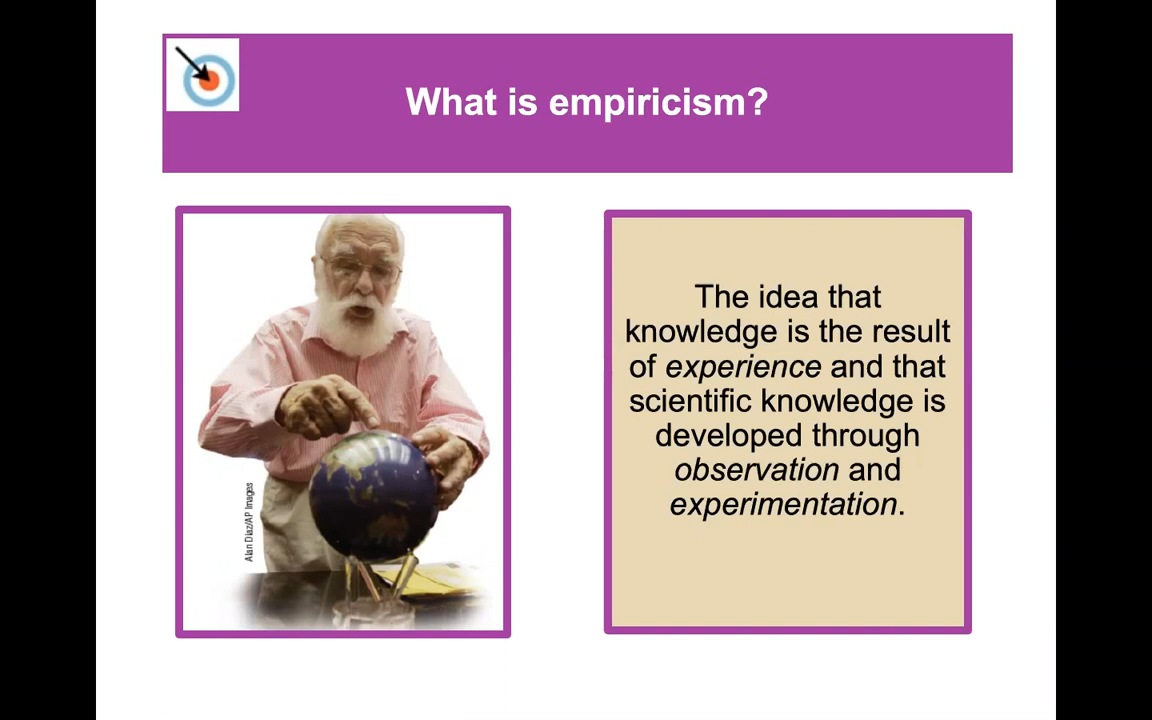 What is empiricism?
The idea that
knowledge is the result
of experience and that
scientific knowledge is
developed through
observation and
experimentation.
Alan Diaz/AP Images